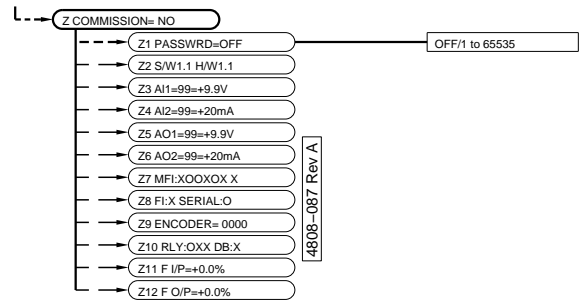 Z COMMISSION= NO
Z1 PASSWRD=OFF
OFF/1 to 65535
Z2 S/W1.1 H/W1.1
Z3 AI1=99=+9.9V
Z4 AI2=99=+20mA
Z5 AO1=99=+9.9V
Z6 AO2=99=+20mA
Z7 MFI:XOOXOX X
Z8 FI:X SERIAL:O
Z9 ENCODER= 0000
Z10 RLY:OXX DB:X
Z11 F I/P=+0.0%
Z12 F O/P=+0.0%
4808−087 Rev A